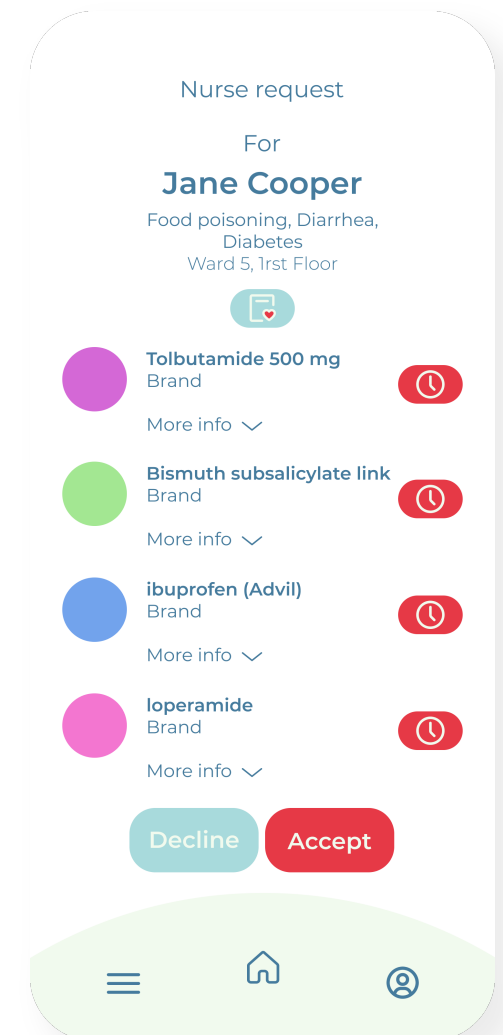 Nurse request
For
Jane Cooper
Food poisoning, Diarrhea,
Diabetes
Ward 5, 1rst Floor
Tolbutamide 500 mg
Brand
More info
Bismuth subsalicylate link
Brand
More info
ibuprofen (Advil)
Brand
More info
loperamide
Brand
More info
Decline
Accept